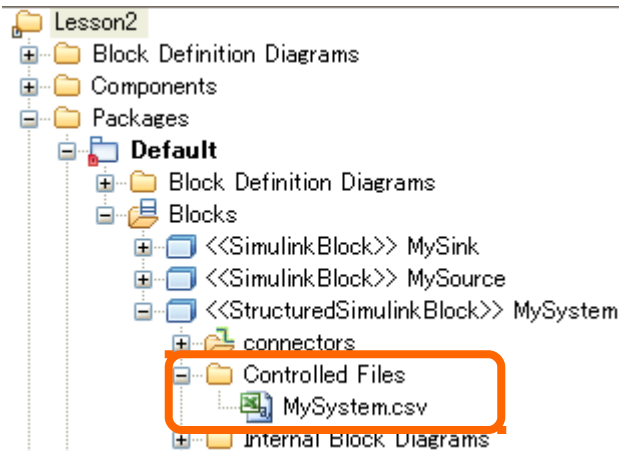 Lesson2
Block Definition Diagrams
Components
Packages
Default
Block Definition Diagrams
Blocks
<<SimulinkBlock>> MySink
<<SimulinkBlock>> MySource
<<StructuredSimulinkBlock>> MySystem
connectors
Controlled Files
MySystem.csv
Internal Block Diagrams